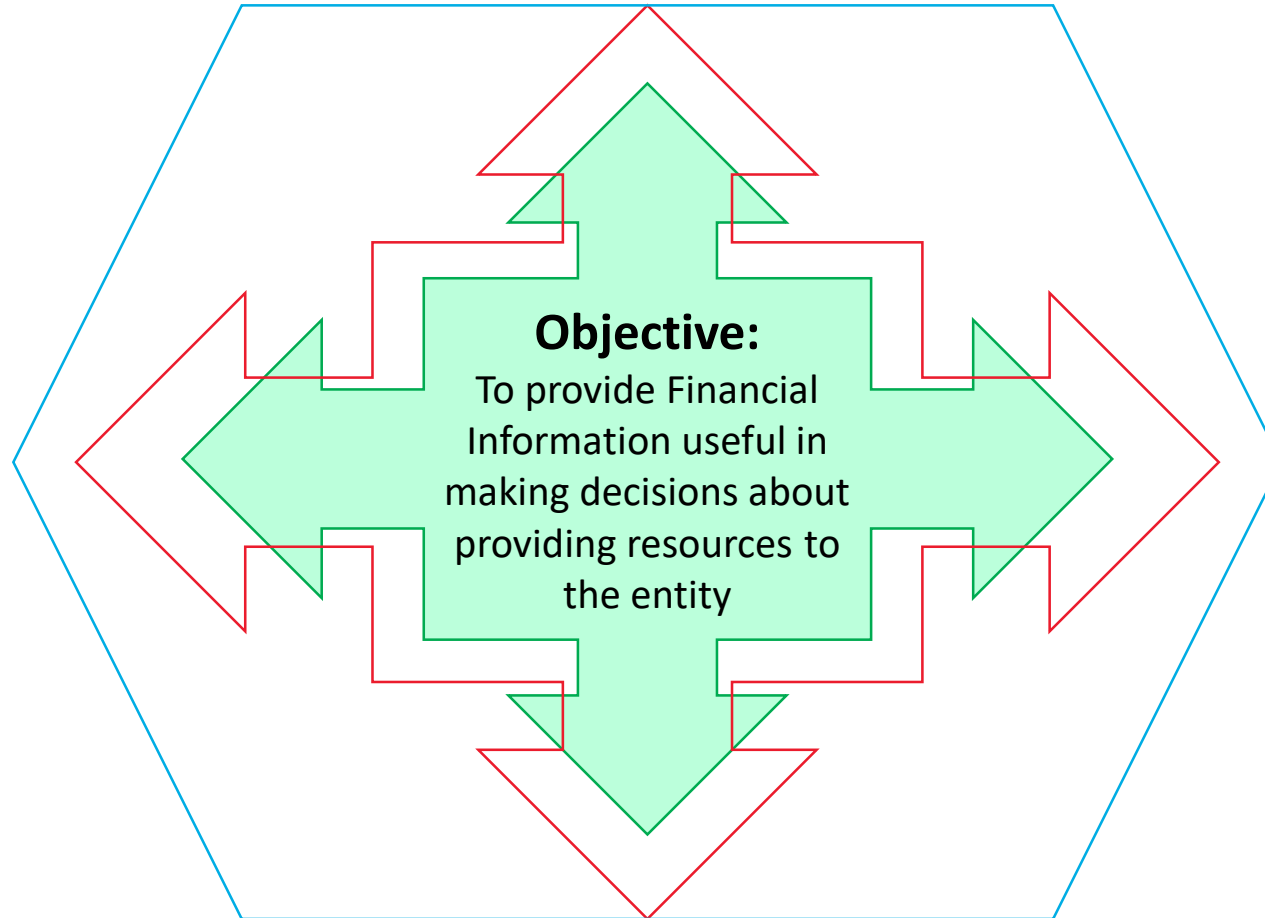 Objective:
To provide Financial
Information useful in
making decisions about
providing resources to
the entity